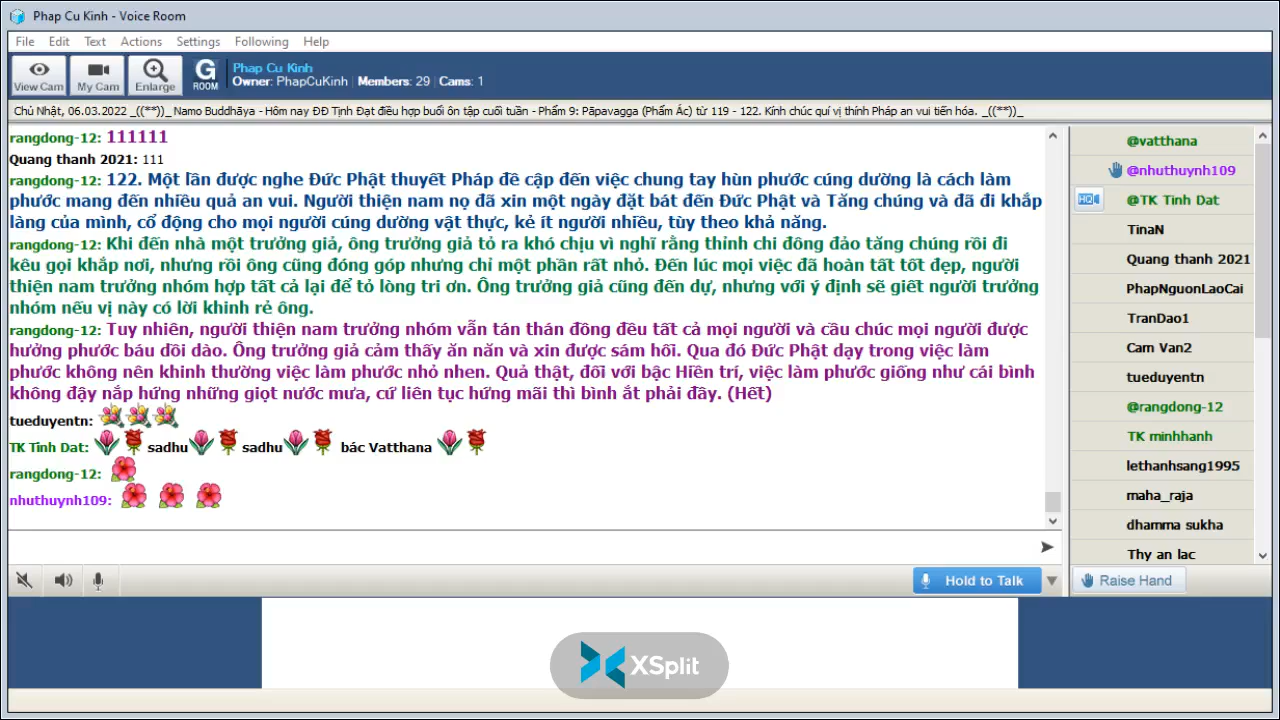 Phap Cu Kinh - Voice Room
File Edit Text Actions Settings Following Help
View Cam My Cam Enlarge G ROOM
Phap Cu Kinh
Owner: PhapCuKinh | Members: 29 | Cams: 1
Chủ Nhật, 06.03.2022 _((**))_ Namo Buddhāya - Hôm nay ĐĐ Tịnh Đạt điều hợp buổi ôn tập cuối tuần - Phẩm 9: Pāpavagga (Phẩm Ác) từ 119 - 122. Kính chúc quí vị thính Pháp an vui tiến hóa. _((**))_
rangdong-12: 111111
Quang thanh 2021: 111
rangdong-12: 122. Một lần được nghe Đức Phật thuyết Pháp đề cập đến việc chung tay hùn phước cúng dường là cách làm
phước mang đến nhiều quả an vui. Người thiện nam nọ đã xin một ngày đặt bát đến Đức Phật và Tăng chúng và đã đi khắp
làng của mình, cổ động cho mọi người cúng dường vật thực, kẻ ít người nhiều, tùy theo khả năng.
rangdong-12: Khi đến nhà một trưởng giả, ông trưởng giả tỏ ra khó chịu vì nghĩ rằng thỉnh chi đông đảo tăng chúng rồi đi
kêu gọi khắp nơi, nhưng rồi ông cũng đóng góp nhưng chỉ một phần rất nhỏ. Đến lúc mọi việc đã hoàn tất tốt đẹp, người
thiện nam trưởng nhóm hợp tất cả lại để tỏ lòng tri ơn. Ông trưởng giả cũng đến dự, nhưng với ý định sẽ giết người trưởng
nhóm nếu vị này có lời khinh rẻ ông.
rangdong-12: Tuy nhiên, người thiện nam trưởng nhóm vẫn tán thán đồng đều tất cả mọi người và cầu chúc mọi người được
hưởng phước báu dồi dào. Ông trưởng giả cảm thấy ăn năn và xin được sám hối. Qua đó Đức Phật dạy trong việc làm
phước không nên khinh thường việc làm phước nhỏ nhen. Quả thật, đối với bậc Hiền trí, việc làm phước giống như cái bình
không đậy nắp hứng những giọt nước mưa, cứ liên tục hứng mãi thì bình ắt phải đầy. (Hết)
tueduyentn:
TK Tinh Dat: sadhu sadhu bác Vatthana
rangdong-12:
nhuthuynh109:
@vatthana
@nhuthuynh109
HQ @TK Tinh Dat
TinaN
Quang thanh 2021
PhapNguonLaoCai
TranDao1
Cam Van2
tueduyentn
@rangdong-12
TK minhhanh
lethanhsang1995
maha_raja
dhamma sukha
Thy an lac
Hold to Talk
Raise Hand
XSplit